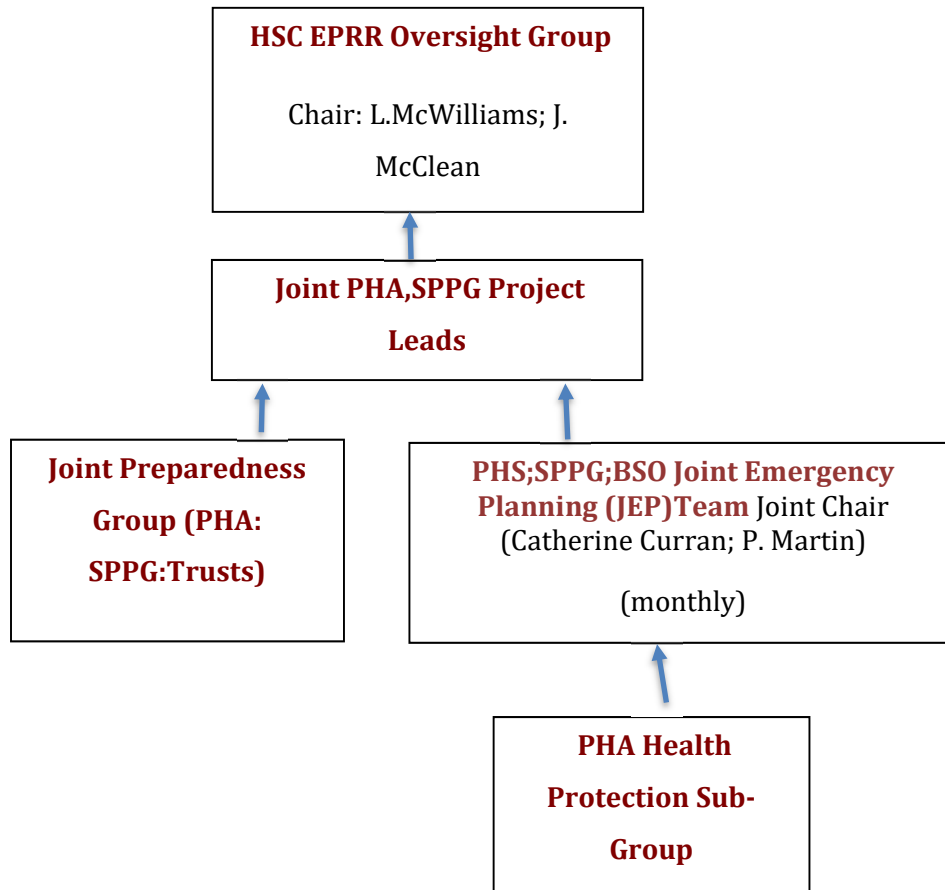 HSC EPRR Oversight Group
Chair: L.McWilliams; J.
McClean
Joint PHA,SPPG Project
Leads
Joint Preparedness
Group (PHA:
SPPG:Trusts)
PHS;SPPG;BSO Joint Emergency
Planning (JEP)Team Joint Chair
(Catherine Curran; P. Martin)
(monthly)
PHA Health
Protection Sub-
Group